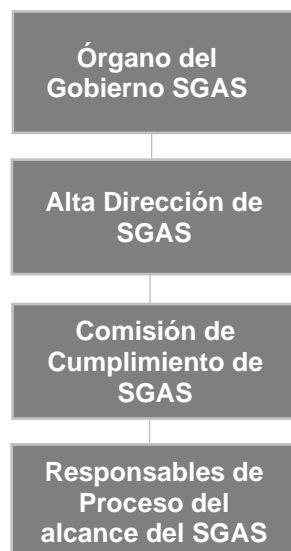 Órgano del
Gobierno SGAS
Alta Dirección de
SGAS
Comisión de
Cumplimiento de
SGAS
Responsables de
Proceso del
alcance del SGAS